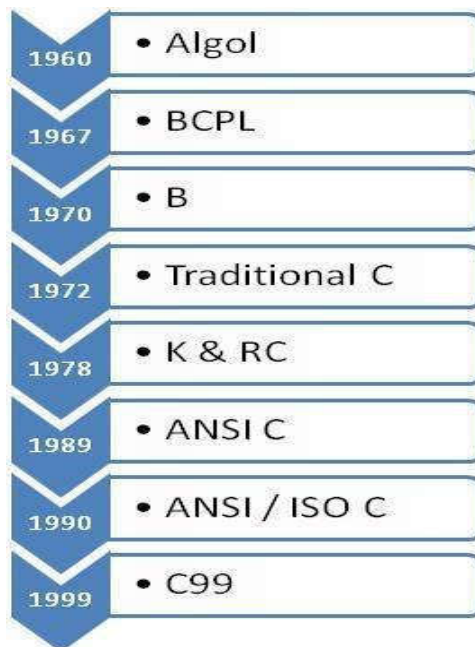 1960 • Algol
1967 • BCPL
1970 • B
1972 • Traditional C
1978 • K & RC
1989 • ANSI C
1990 • ANSI / ISO C
1999 • C99